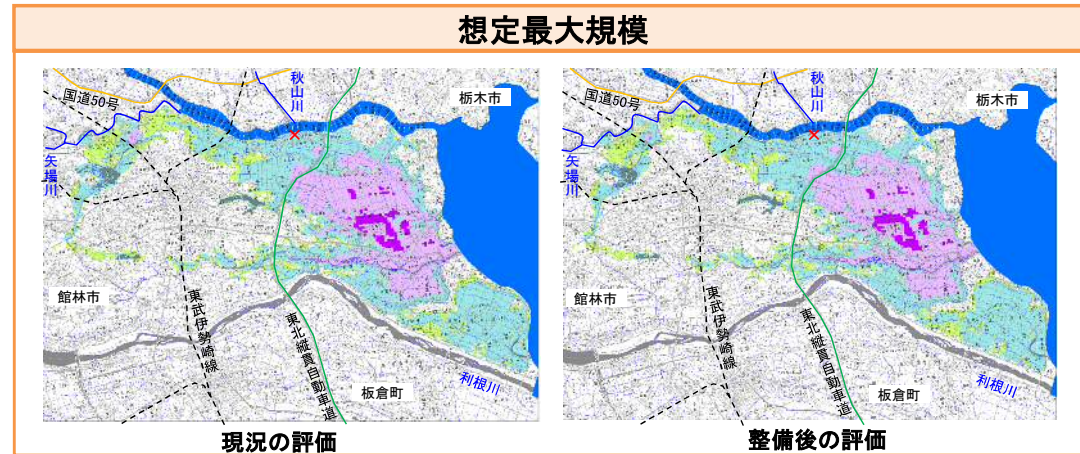 想定最大規模
秋山川
国道50号
栃木市
矢場川
館林市
東武伊勢崎線
東北縦貫自動車道
利根川
板倉町
現況の評価
秋山川
国道50号
栃木市
矢場川
館林市
東武伊勢崎線
東北縦貫自動車道
利根川
板倉町
整備後の評価